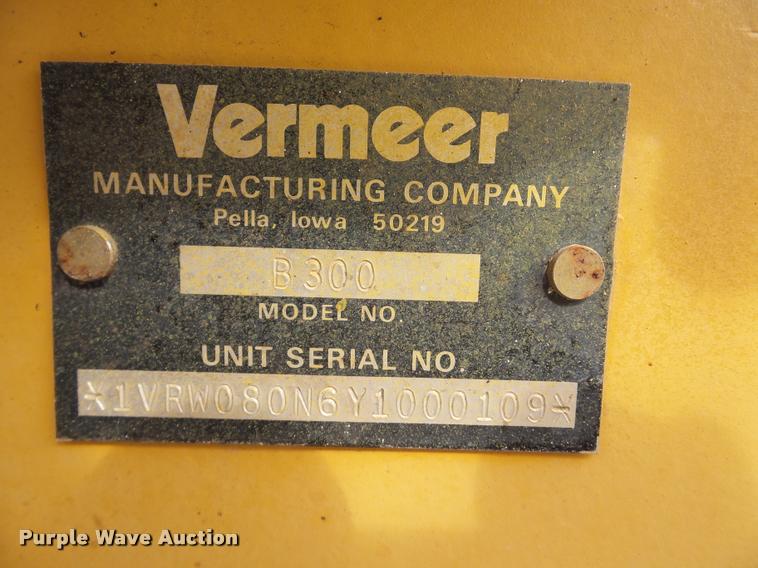 Vermeer
MANUFACTURING COMPANY
Pella, Iowa 50219
B300
MODEL NO.
UNIT SERIAL NO.
*1VRW080N6Y1000109*
Purple Wave Auction